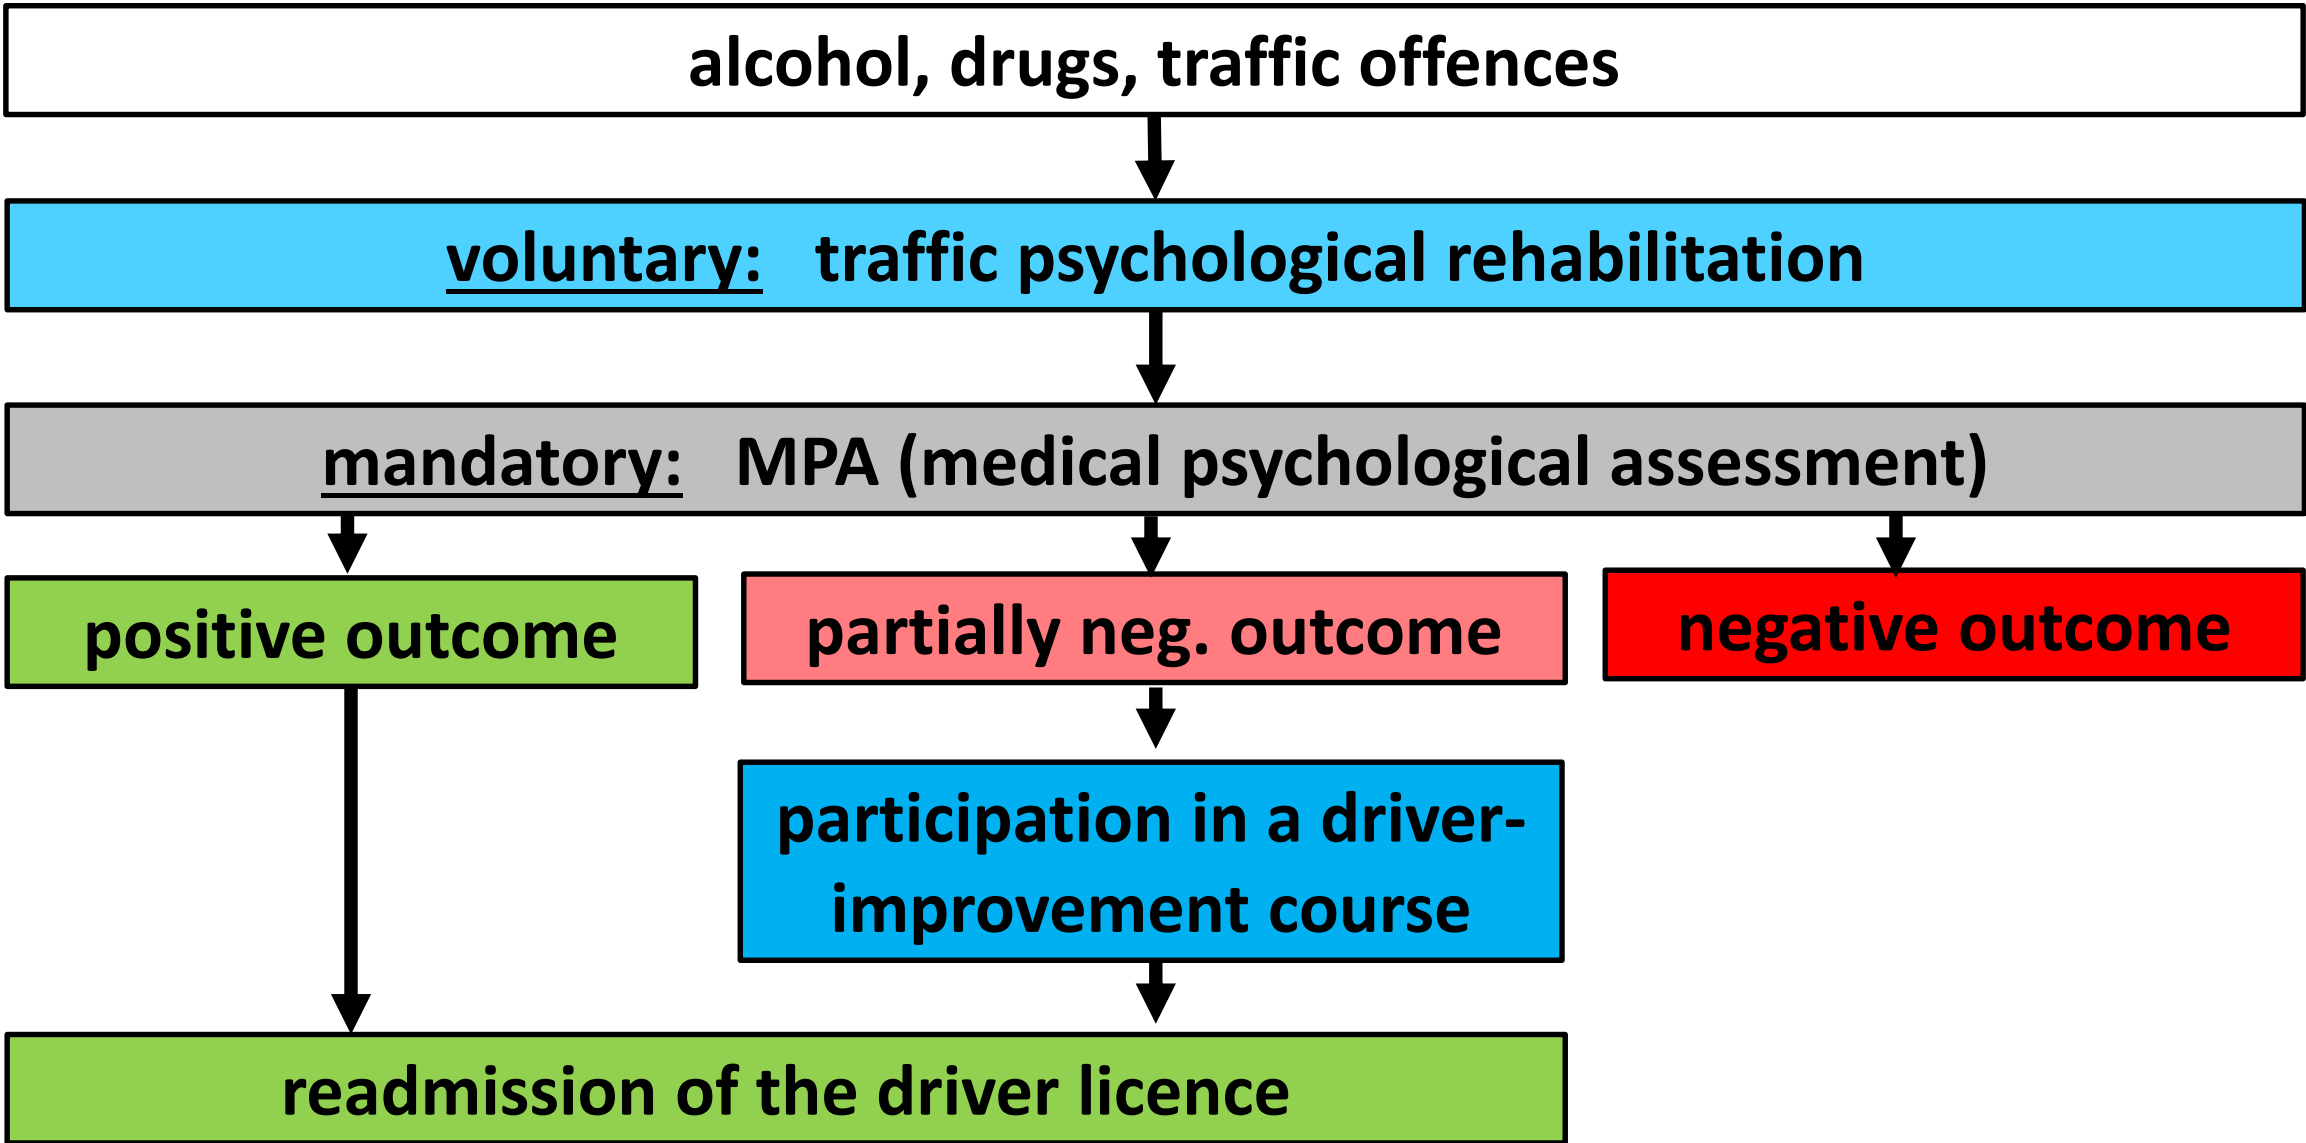 alcohol, drugs, traffic offences
voluntary: traffic psychological rehabilitation
mandatory: MPA (medical psychological assessment)
positive outcome
partially neg. outcome
negative outcome
participation in a driver-
improvement course
readmission of the driver licence